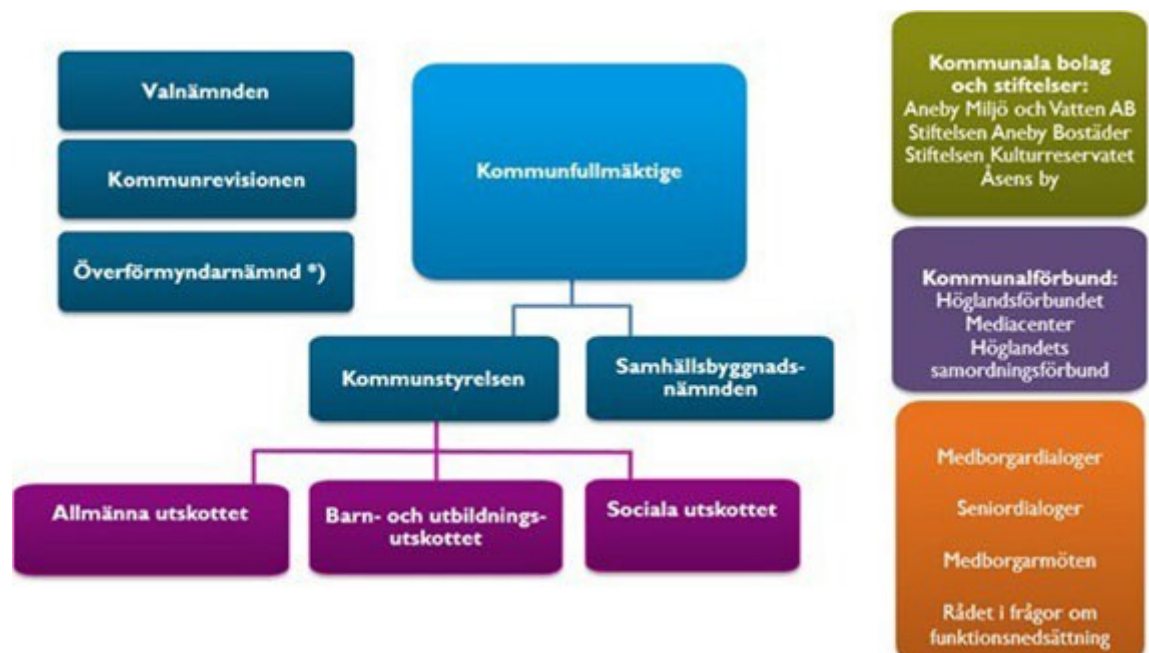 Valnämnden
Kommunrevisionen
Överförmyndarnämnd *)
Kommunfullmäktige
Kommunstyrelsen
Samhällsbyggnads-
nämnden
Allmänna utskottet
Barn- och utbildnings-
utskottet
Sociala utskottet
Kommunala bolag
och stiftelser:
Aneby Miljö och Vatten AB
Stiftelsen Aneby Bostäder
Stiftelsen Kulturreservatet
Åsens by
Kommunalförbund:
Höglandsförbundet
Mediacenter
Höglandets
samordningsförbund
Medborgardialoger
Seniordialoger
Medborgarmöten
Rådet i frågor om
funktionsnedsättning